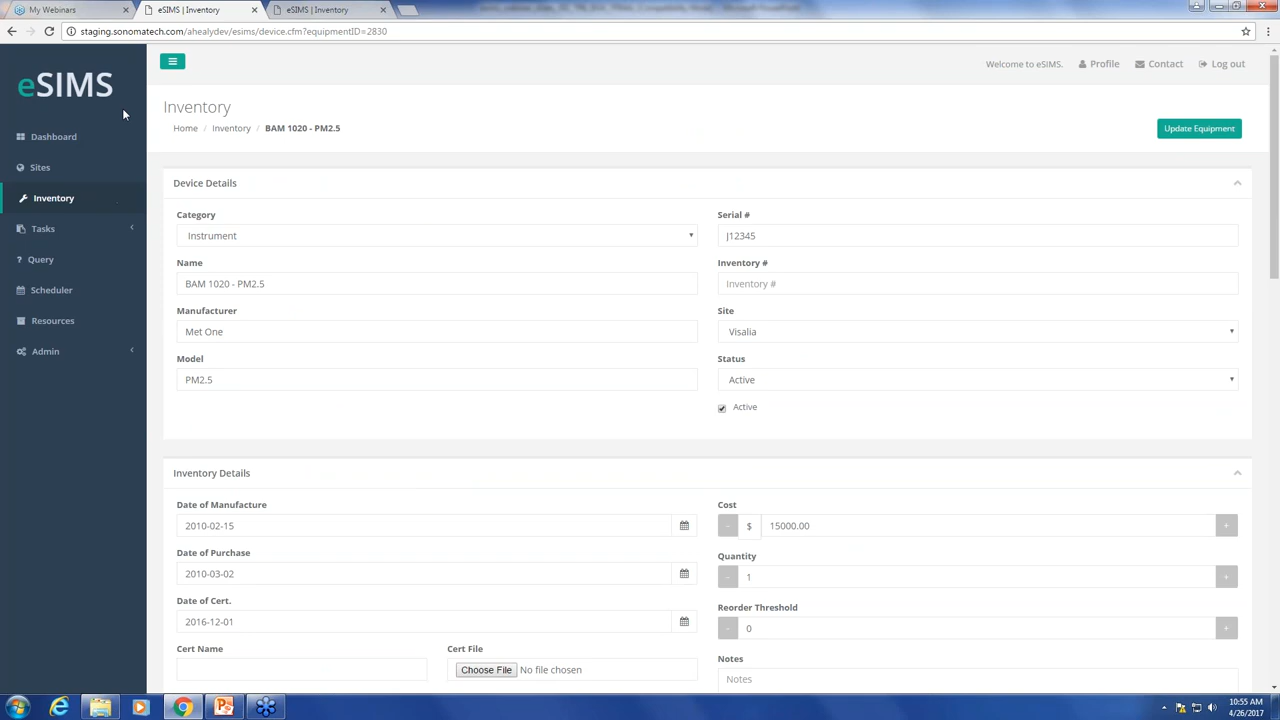 My Webinars
eSIMS | Inventory
eSIMS | Inventory
staging.sonomatech.com/ahealydev/esims/device.cfm?equipmentID=2830
eSIMS
Welcome to eSIMS. Profile Contact Log out
Dashboard
Sites
Inventory
Tasks
Query
Scheduler
Resources
Admin
Inventory
Home / Inventory / BAM 1020 - PM2.5
Update Equipment
Device Details
Category
Instrument
Name
BAM 1020 - PM2.5
Manufacturer
Met One
Model
PM2.5
Serial #
J12345
Inventory #
Inventory #
Site
Visalia
Status
Active
Active
Inventory Details
Date of Manufacture
2010-02-15
Date of Purchase
2010-03-02
Date of Cert.
2016-12-01
Cert Name
Cert File
Choose File No file chosen
Cost
- $ 15000.00 +
Quantity
- 1 +
Reorder Threshold
- 0 +
Notes
Notes
10:55 AM
4/26/2017